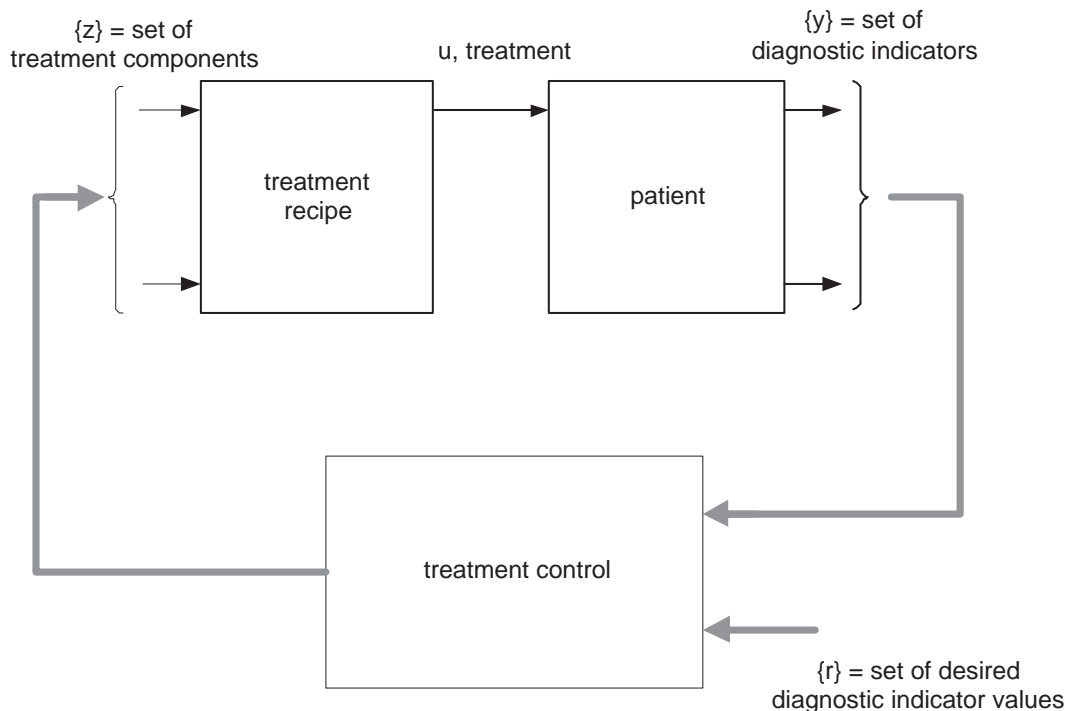 {z} = set of
treatment components
u, treatment
{y} = set of
diagnostic indicators
treatment
recipe
patient
treatment control
{r} = set of desired
diagnostic indicator values